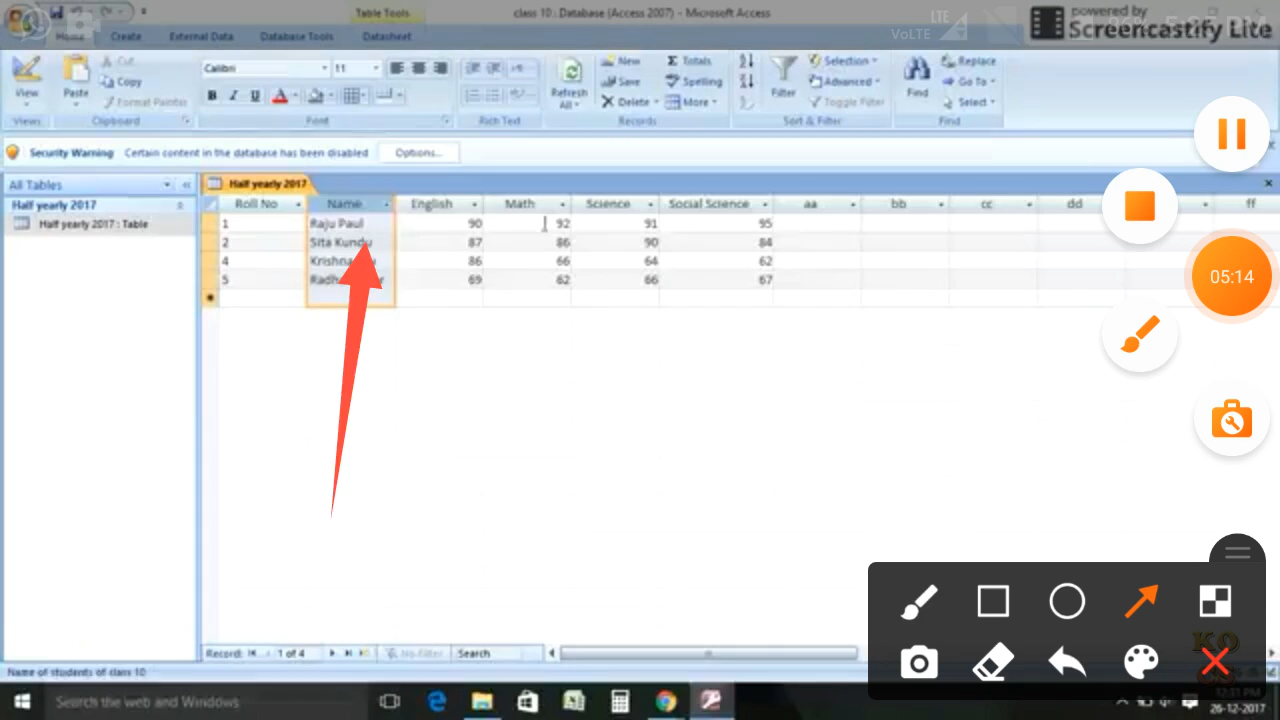 Table Tools
class 10 : Database (Access 2007) - Microsoft Access
powered by
Screencastify Lite
LTE
VoLTE
Home
Create
External Data
Database Tools
Datasheet
View
Paste
Cut
Copy
Format Painter
Calibri
11
B I U A
Refresh All
New
Save
Delete
Totals
Spelling
More
Filter
Selection
Advanced
Toggle Filter
Find
Replace
Go To
Select
Views
Clipboard
Font
Rich Text
Records
Sort & Filter
Find
Security Warning Certain content in the database has been disabled Options...
All Tables
Half yearly 2017
Half yearly 2017 : Table
Half yearly 2017
Roll No Name English Math Science Social Science aa bb cc dd ff
1 Raju Paul 90 92 91 95
2 Sita Kundu 87 86 90 84
4 Krishna 86 66 64 62
5 69 62 66 67
05:14
Record: 1 of 4 No Filter Search
Name of students of class 10
Search the web and Windows
12:31 PM
26-12-2017